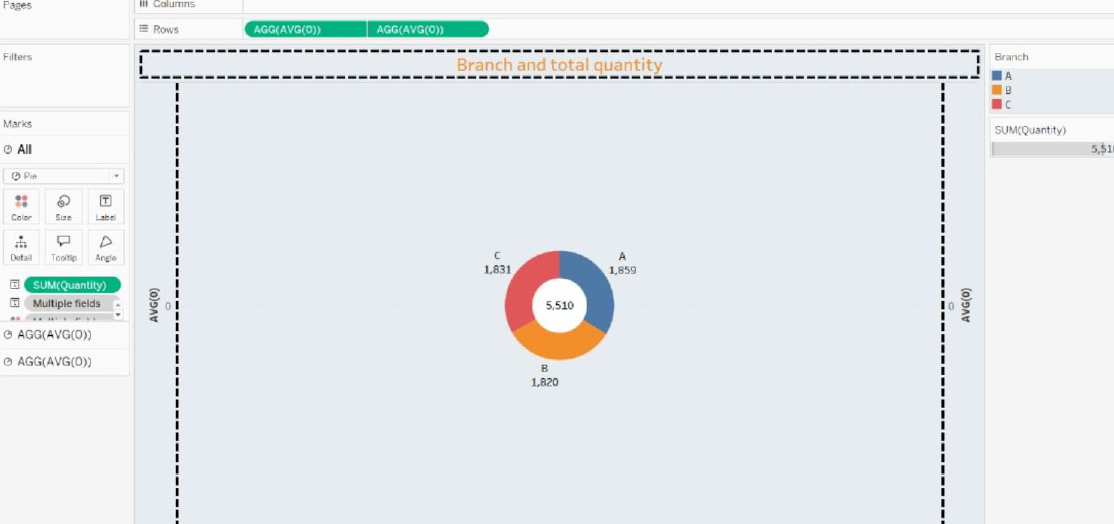 Pages
Columns
Rows
AGG(AVG(0)) AGG(AVG(0))
Filters
Marks
All
Pie
Color Size Label
Detail Tooltip Angle
SUM(Quantity)
Multiple fields
AGG(AVG(0))
AGG(AVG(0))
Branch and total quantity
AVG(0)
0
C
1,831
A
1,859
5,510
B
1,820
0
AVG(0)
Branch
A
B
C
SUM(Quantity)